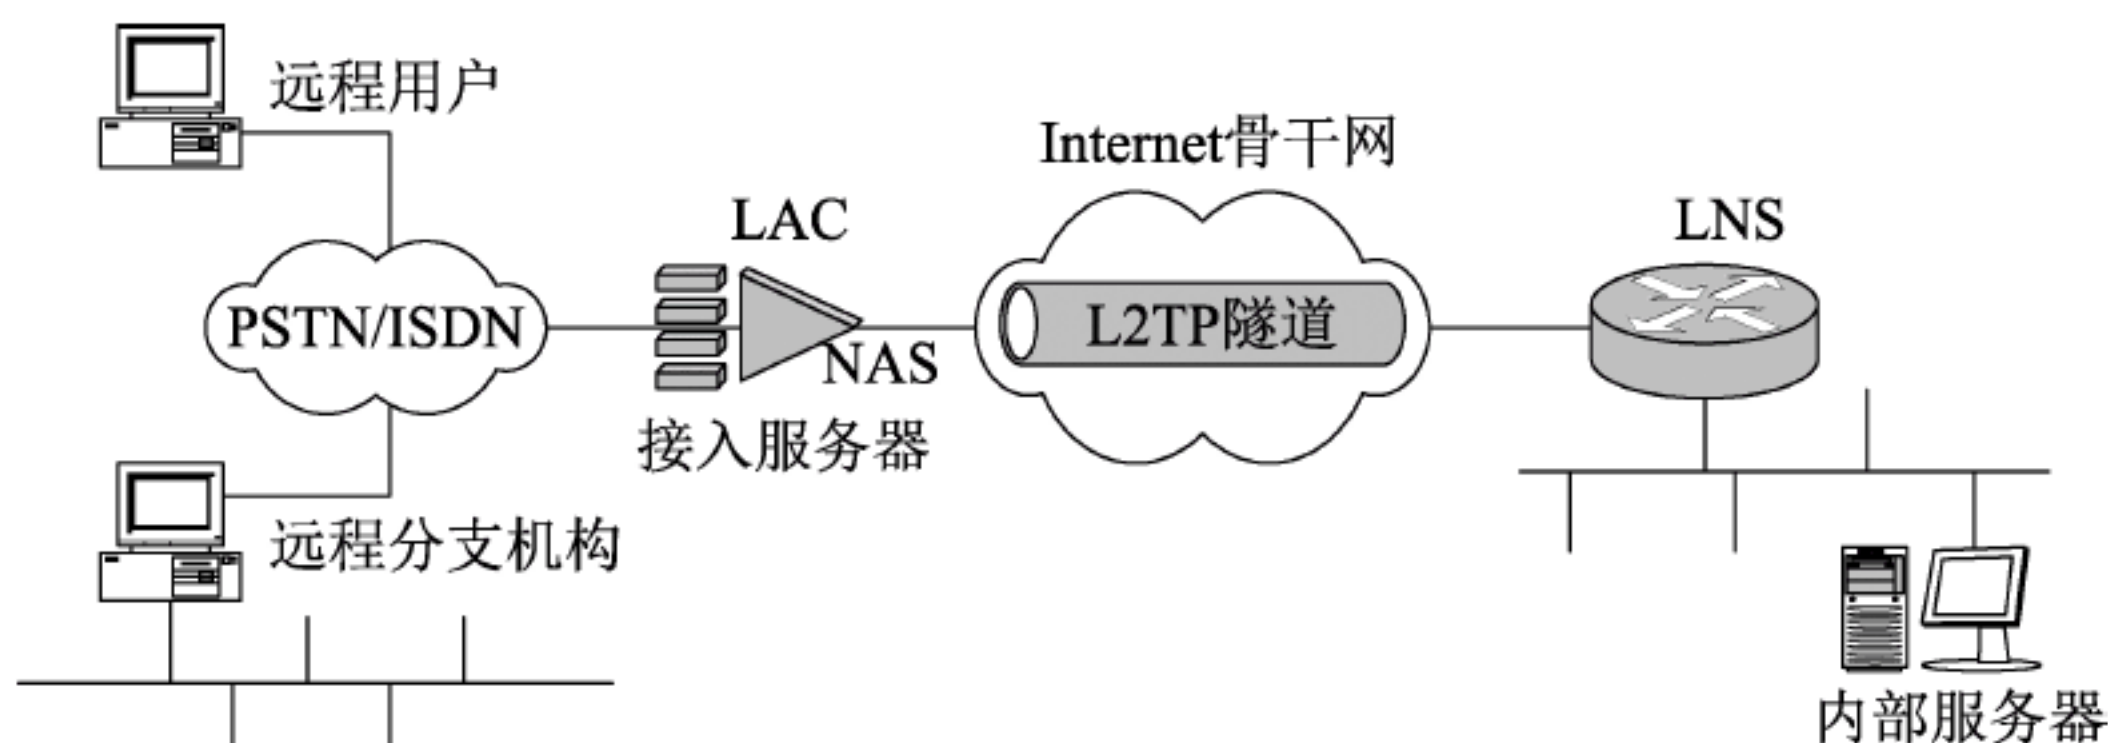 远程用户
Internet骨干网
LAC
LNS
PSTN/ISDN
L2TP隧道
NAS
接入服务器
远程分支机构
内部服务器